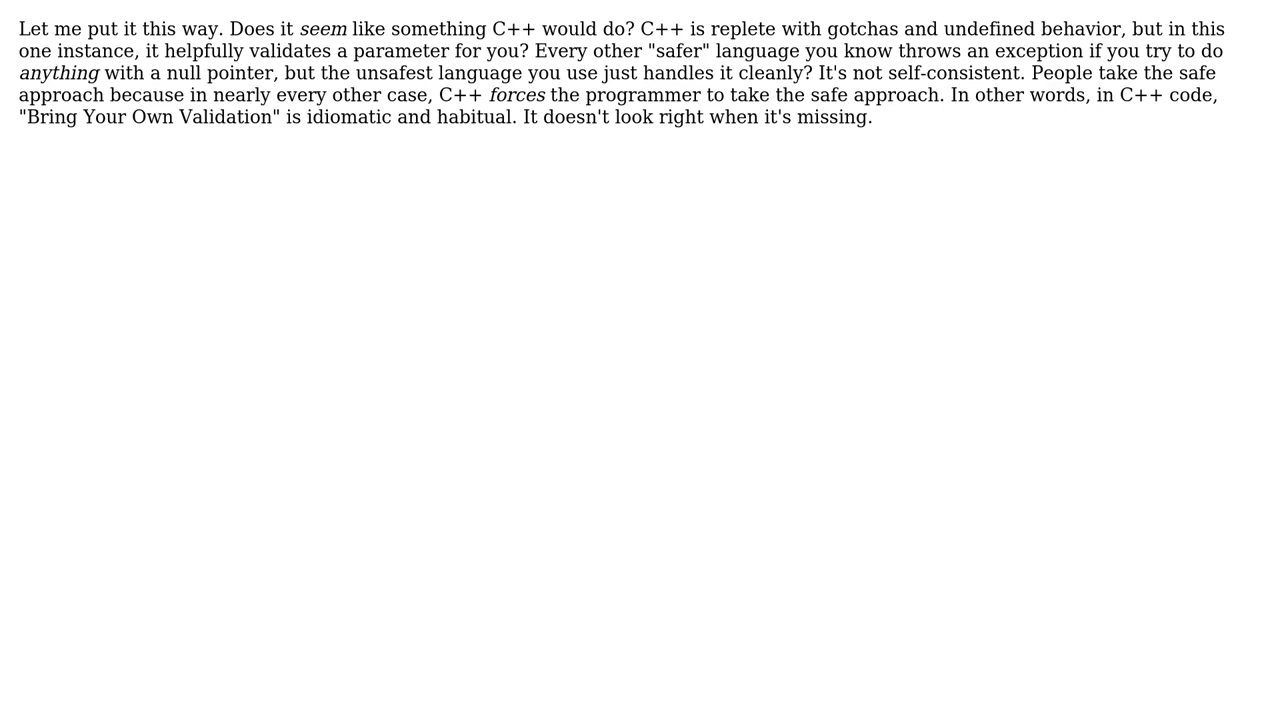 Let me put it this way. Does it seem like something C++ would do? C++ is replete with gotchas and undefined behavior, but in this
one instance, it helpfully validates a parameter for you? Every other "safer" language you know throws an exception if you try to do
anything with a null pointer, but the unsafest language you use just handles it cleanly? It's not self-consistent. People take the safe
approach because in nearly every other case, C++ forces the programmer to take the safe approach. In other words, in C++ code,
"Bring Your Own Validation" is idiomatic and habitual. It doesn't look right when it's missing.